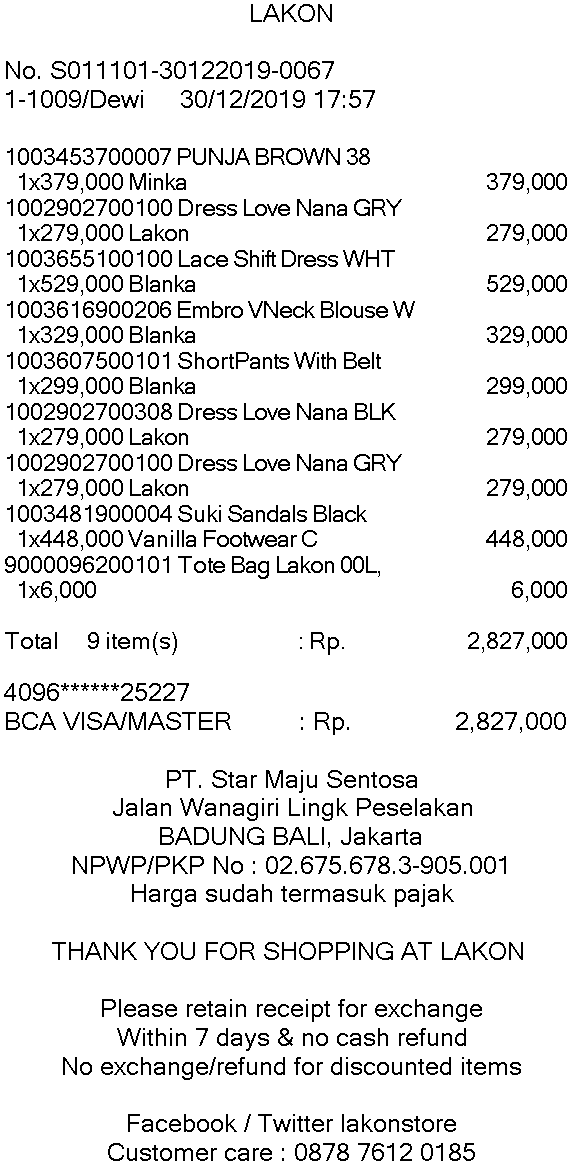 LAKON
No. S011101-30122019-0067
1-1009/Dewi 30/12/2019 17:57
1003453700007 PUNJA BROWN 38
1x379,000 Minka 379,000
1002902700100 Dress Love Nana GRY
1x279,000 Lakon 279,000
1003655100100 Lace Shift Dress WHT
1x529,000 Blanka 529,000
1003616900206 Embro VNeck Blouse W
1x329,000 Blanka 329,000
1003607500101 ShortPants With Belt
1x299,000 Blanka 299,000
1002902700308 Dress Love Nana BLK
1x279,000 Lakon 279,000
1002902700100 Dress Love Nana GRY
1x279,000 Lakon 279,000
1003481900004 Suki Sandals Black
1x448,000 Vanilla Footwear C 448,000
9000096200101 Tote Bag Lakon 00L,
1x6,000 6,000
Total 9 item(s) : Rp. 2,827,000
4096******25227
BCA VISA/MASTER : Rp. 2,827,000
PT. Star Maju Sentosa
Jalan Wanagiri Lingk Peselakan
BADUNG BALI, Jakarta
NPWP/PKP No : 02.675.678.3-905.001
Harga sudah termasuk pajak
THANK YOU FOR SHOPPING AT LAKON
Please retain receipt for exchange
Within 7 days & no cash refund
No exchange/refund for discounted items
Facebook / Twitter lakonstore
Customer care : 0878 7612 0185